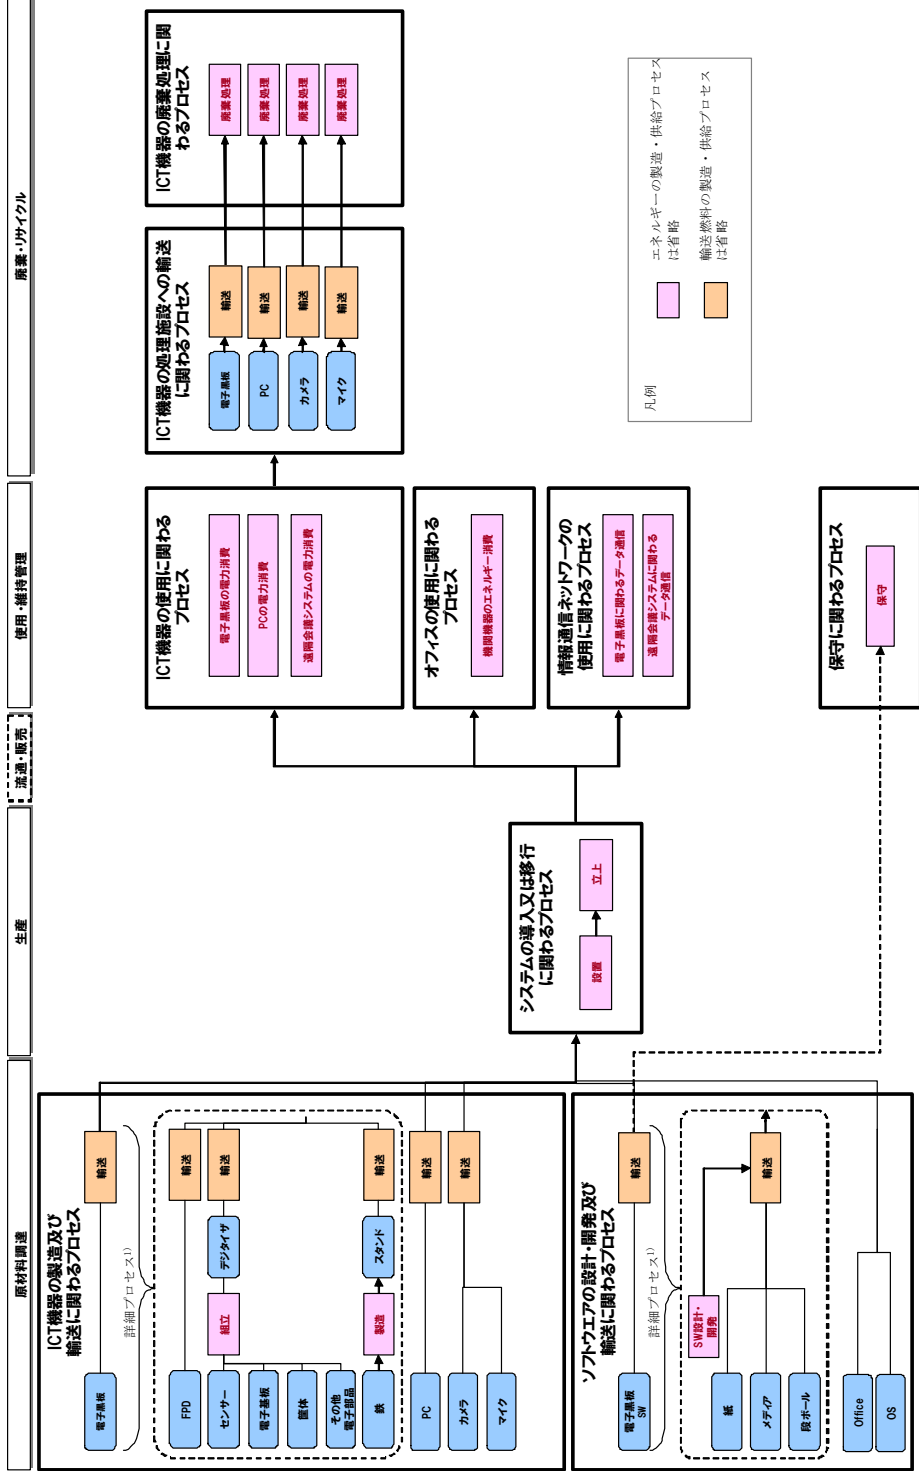 原材料調達
生産
流通・販売
使用・維持管理
廃棄・リサイクル
ICT機器の製造及び
輸送に関わるプロセス
電子黒板
輸送
詳細プロセス1)
FPD
輸送
センサー
組立
デジタイザ
輸送
電子基板
筐体
その他
電子部品
鉄
製造
スタンド
輸送
PC
輸送
カメラ
輸送
マイク
ソフトウエアの設計・開発及び
輸送に関わるプロセス
電子黒板
SW
輸送
詳細プロセス1)
SW設計・
開発
紙
メディア
輸送
段ボール
Office
OS
システムの導入又は移行
に関わるプロセス
設置
立上
ICT機器の使用に関わる
プロセス
電子黒板の電力消費
PCの電力消費
遠隔会議システムの電力消費
オフィスの使用に関わる
プロセス
機関機器のエネルギー消費
情報通信ネットワークの
使用に関わるプロセス
電子黒板に関わるデータ通信
遠隔会議システムに関わる
データ通信
保守に関わるプロセス
保守
ICT機器の処理施設への輸送
に関わるプロセス
電子黒板
輸送
PC
輸送
カメラ
輸送
マイク
輸送
ICT機器の廃棄処理に関
わるプロセス
廃棄処理
廃棄処理
廃棄処理
廃棄処理
凡例
エネルギーの製造・供給プロセス
は省略
輸送燃料の製造・供給プロセス
は省略